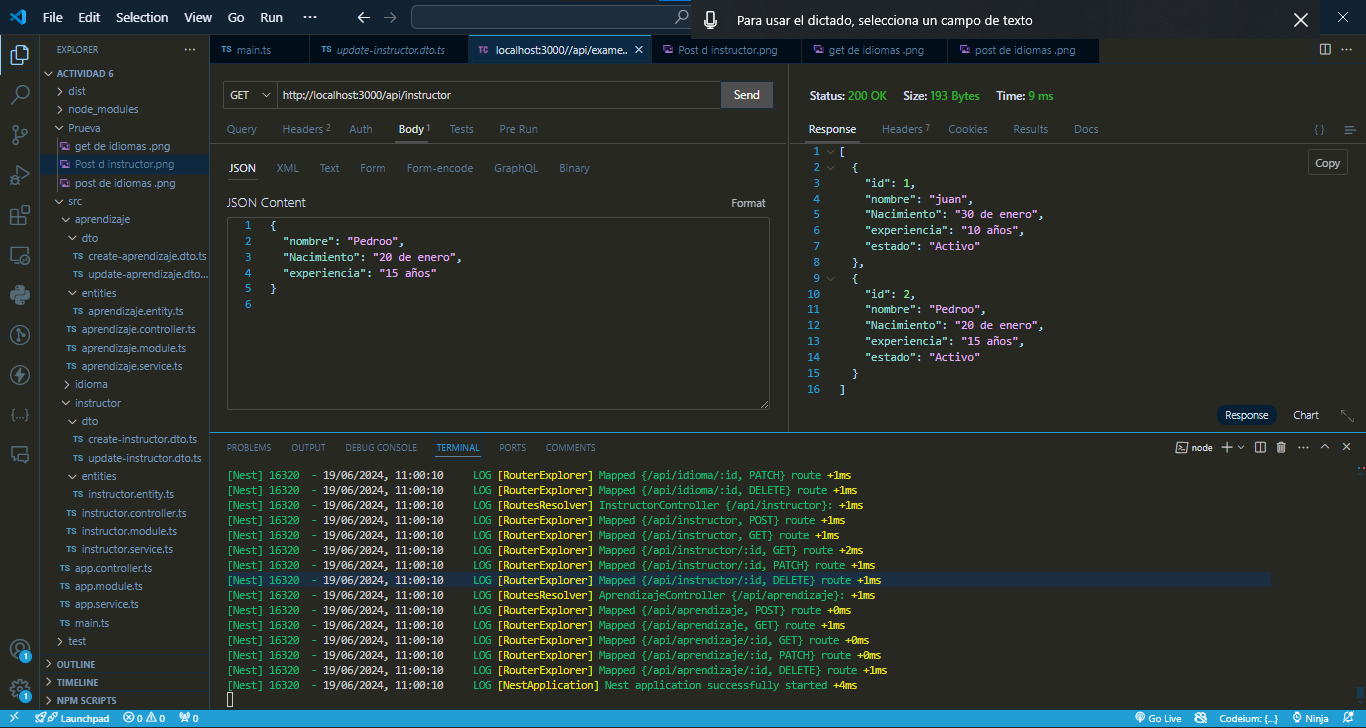 File Edit Selection View Go Run ···
Para usar el dictado, selecciona un campo de texto
EXPLORER
ACTIVIDAD 6
dist
node_modules
Prueva
get de idiomas .png
Post d instructor.png
post de idiomas .png
src
aprendizaje
dto
TS create-aprendizaje.dto.ts
TS update-aprendizaje.dto...
entities
TS aprendizaje.entity.ts
TS aprendizaje.controller.ts
TS aprendizaje.module.ts
TS aprendizaje.service.ts
idioma
instructor
dto
TS create-instructor.dto.ts
TS update-instructor.dto.ts
entities
TS instructor.entity.ts
TS instructor.controller.ts
TS instructor.module.ts
TS instructor.service.ts
TS app.controller.ts
TS app.module.ts
TS app.service.ts
TS main.ts
test
OUTLINE
TIMELINE
NPM SCRIPTS
TS main.ts TS update-instructor.dto.ts TC localhost:3000//api/exame.. Post d instructor.png get de idiomas .png post de idiomas .png
GET http://localhost:3000/api/instructor Send
Query Headers 2 Auth Body 1 Tests Pre Run
JSON XML Text Form Form-encode GraphQL Binary
JSON Content Format
1 {
2 "nombre": "Pedroo",
3 "Nacimiento": "20 de enero",
4 "experiencia": "15 años"
5 }
6
Status: 200 OK Size: 193 Bytes Time: 9 ms
Response Headers 7 Cookies Results Docs { }
Copy
1 [
2 {
3 "id": 1,
4 "nombre": "juan",
5 "Nacimiento": "30 de enero",
6 "experiencia": "10 años",
7 "estado": "Activo"
8 },
9 {
10 "id": 2,
11 "nombre": "Pedroo",
12 "Nacimiento": "20 de enero",
13 "experiencia": "15 años",
14 "estado": "Activo"
15 }
16 ]
Response Chart
PROBLEMS OUTPUT DEBUG CONSOLE TERMINAL PORTS COMMENTS node
[Nest] 16320 - 19/06/2024, 11:00:10 LOG [RouterExplorer] Mapped {/api/idioma/:id, PATCH} route +1ms
[Nest] 16320 - 19/06/2024, 11:00:10 LOG [RouterExplorer] Mapped {/api/idioma/:id, DELETE} route +1ms
[Nest] 16320 - 19/06/2024, 11:00:10 LOG [RoutesResolver] InstructorController {/api/instructor}: +1ms
[Nest] 16320 - 19/06/2024, 11:00:10 LOG [RouterExplorer] Mapped {/api/instructor, POST} route +1ms
[Nest] 16320 - 19/06/2024, 11:00:10 LOG [RouterExplorer] Mapped {/api/instructor, GET} route +1ms
[Nest] 16320 - 19/06/2024, 11:00:10 LOG [RouterExplorer] Mapped {/api/instructor/:id, GET} route +2ms
[Nest] 16320 - 19/06/2024, 11:00:10 LOG [RouterExplorer] Mapped {/api/instructor/:id, PATCH} route +1ms
[Nest] 16320 - 19/06/2024, 11:00:10 LOG [RouterExplorer] Mapped {/api/instructor/:id, DELETE} route +1ms
[Nest] 16320 - 19/06/2024, 11:00:10 LOG [RoutesResolver] AprendizajeController {/api/aprendizaje}: +1ms
[Nest] 16320 - 19/06/2024, 11:00:10 LOG [RouterExplorer] Mapped {/api/aprendizaje, POST} route +0ms
[Nest] 16320 - 19/06/2024, 11:00:10 LOG [RouterExplorer] Mapped {/api/aprendizaje, GET} route +1ms
[Nest] 16320 - 19/06/2024, 11:00:10 LOG [RouterExplorer] Mapped {/api/aprendizaje/:id, GET} route +0ms
[Nest] 16320 - 19/06/2024, 11:00:10 LOG [RouterExplorer] Mapped {/api/aprendizaje/:id, PATCH} route +0ms
[Nest] 16320 - 19/06/2024, 11:00:10 LOG [RouterExplorer] Mapped {/api/aprendizaje/:id, DELETE} route +1ms
[Nest] 16320 - 19/06/2024, 11:00:10 LOG [NestApplication] Nest application successfully started +4ms
1
1
Launchpad 0 0 0 Go Live Codeium: {...} Ninja